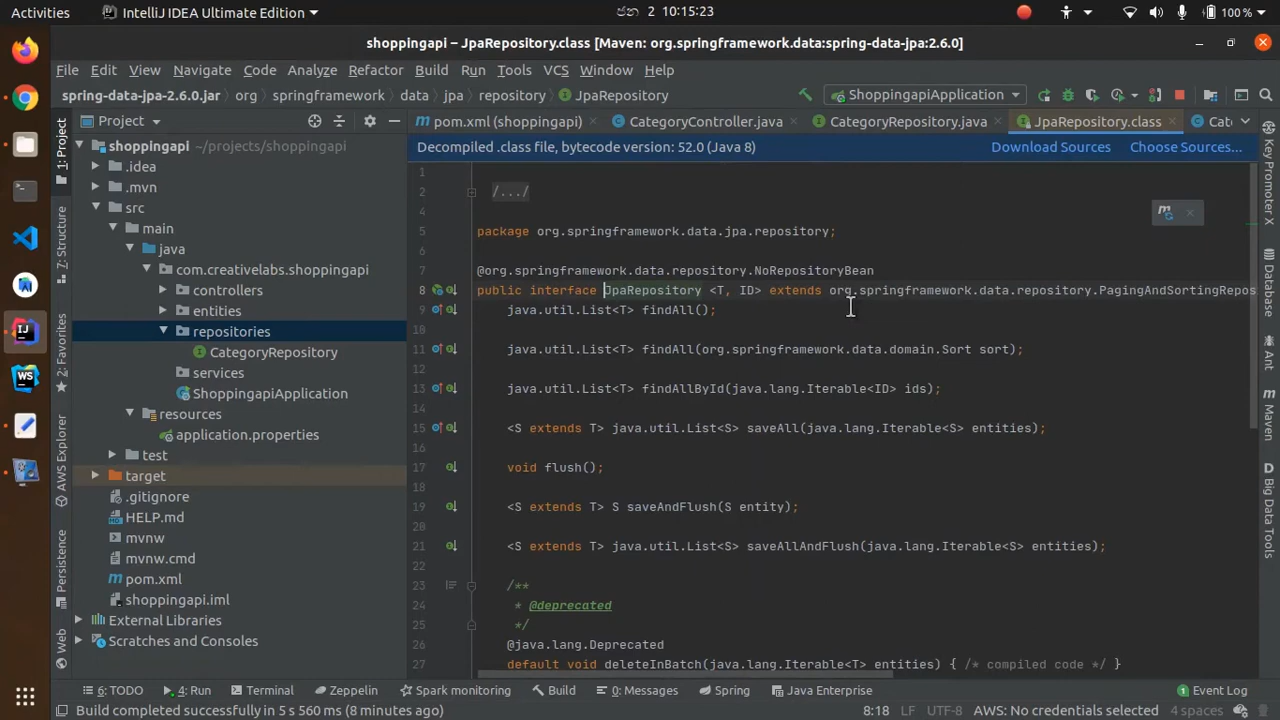 Activities IntelliJ IDEA Ultimate Edition ජන 2 10:15:23 100 %
shoppingapi – JpaRepository.class [Maven: org.springframework.data:spring-data-jpa:2.6.0]
File Edit View Navigate Code Analyze Refactor Build Run Tools VCS Window Help
spring-data-jpa-2.6.0.jar org springframework data jpa repository JpaRepository ShoppingapiApplication
Project pom.xml (shoppingapi) CategoryController.java CategoryRepository.java JpaRepository.class Cate
Decompiled .class file, bytecode version: 52.0 (Java 8) Download Sources Choose Sources...
1: Project
7: Structure
2: Favorites
AWS Explorer
Persistence
Web
shoppingapi ~/projects/shoppingapi
.idea
.mvn
src
main
java
com.creativelabs.shoppingapi
controllers
entities
repositories
CategoryRepository
services
ShoppingapiApplication
resources
application.properties
test
target
.gitignore
HELP.md
mvnw
mvnw.cmd
pom.xml
shoppingapi.iml
External Libraries
Scratches and Consoles
1
2 /.../
4
5 package org.springframework.data.jpa.repository;
6
7 @org.springframework.data.repository.NoRepositoryBean
8 public interface JpaRepository <T, ID> extends org.springframework.data.repository.PagingAndSortingRepos
9 java.util.List<T> findAll();
10
11 java.util.List<T> findAll(org.springframework.data.domain.Sort sort);
12
13 java.util.List<T> findAllById(java.lang.Iterable<ID> ids);
14
15 <S extends T> java.util.List<S> saveAll(java.lang.Iterable<S> entities);
16
17 void flush();
18
19 <S extends T> S saveAndFlush(S entity);
20
21 <S extends T> java.util.List<S> saveAllAndFlush(java.lang.Iterable<S> entities);
22
23 /**
24 * @deprecated
25 */
26 @java.lang.Deprecated
27 default void deleteInBatch(java.lang.Iterable<T> entities) { /* compiled code */ }
Key Promoter X
Database
Ant
Maven
Big Data Tools
6: TODO 4: Run Terminal Zeppelin Spark monitoring Build 0: Messages Spring Java Enterprise 1 Event Log
Build completed successfully in 5 s 560 ms (8 minutes ago) 8:18 LF UTF-8 AWS: No credentials selected 4 spaces